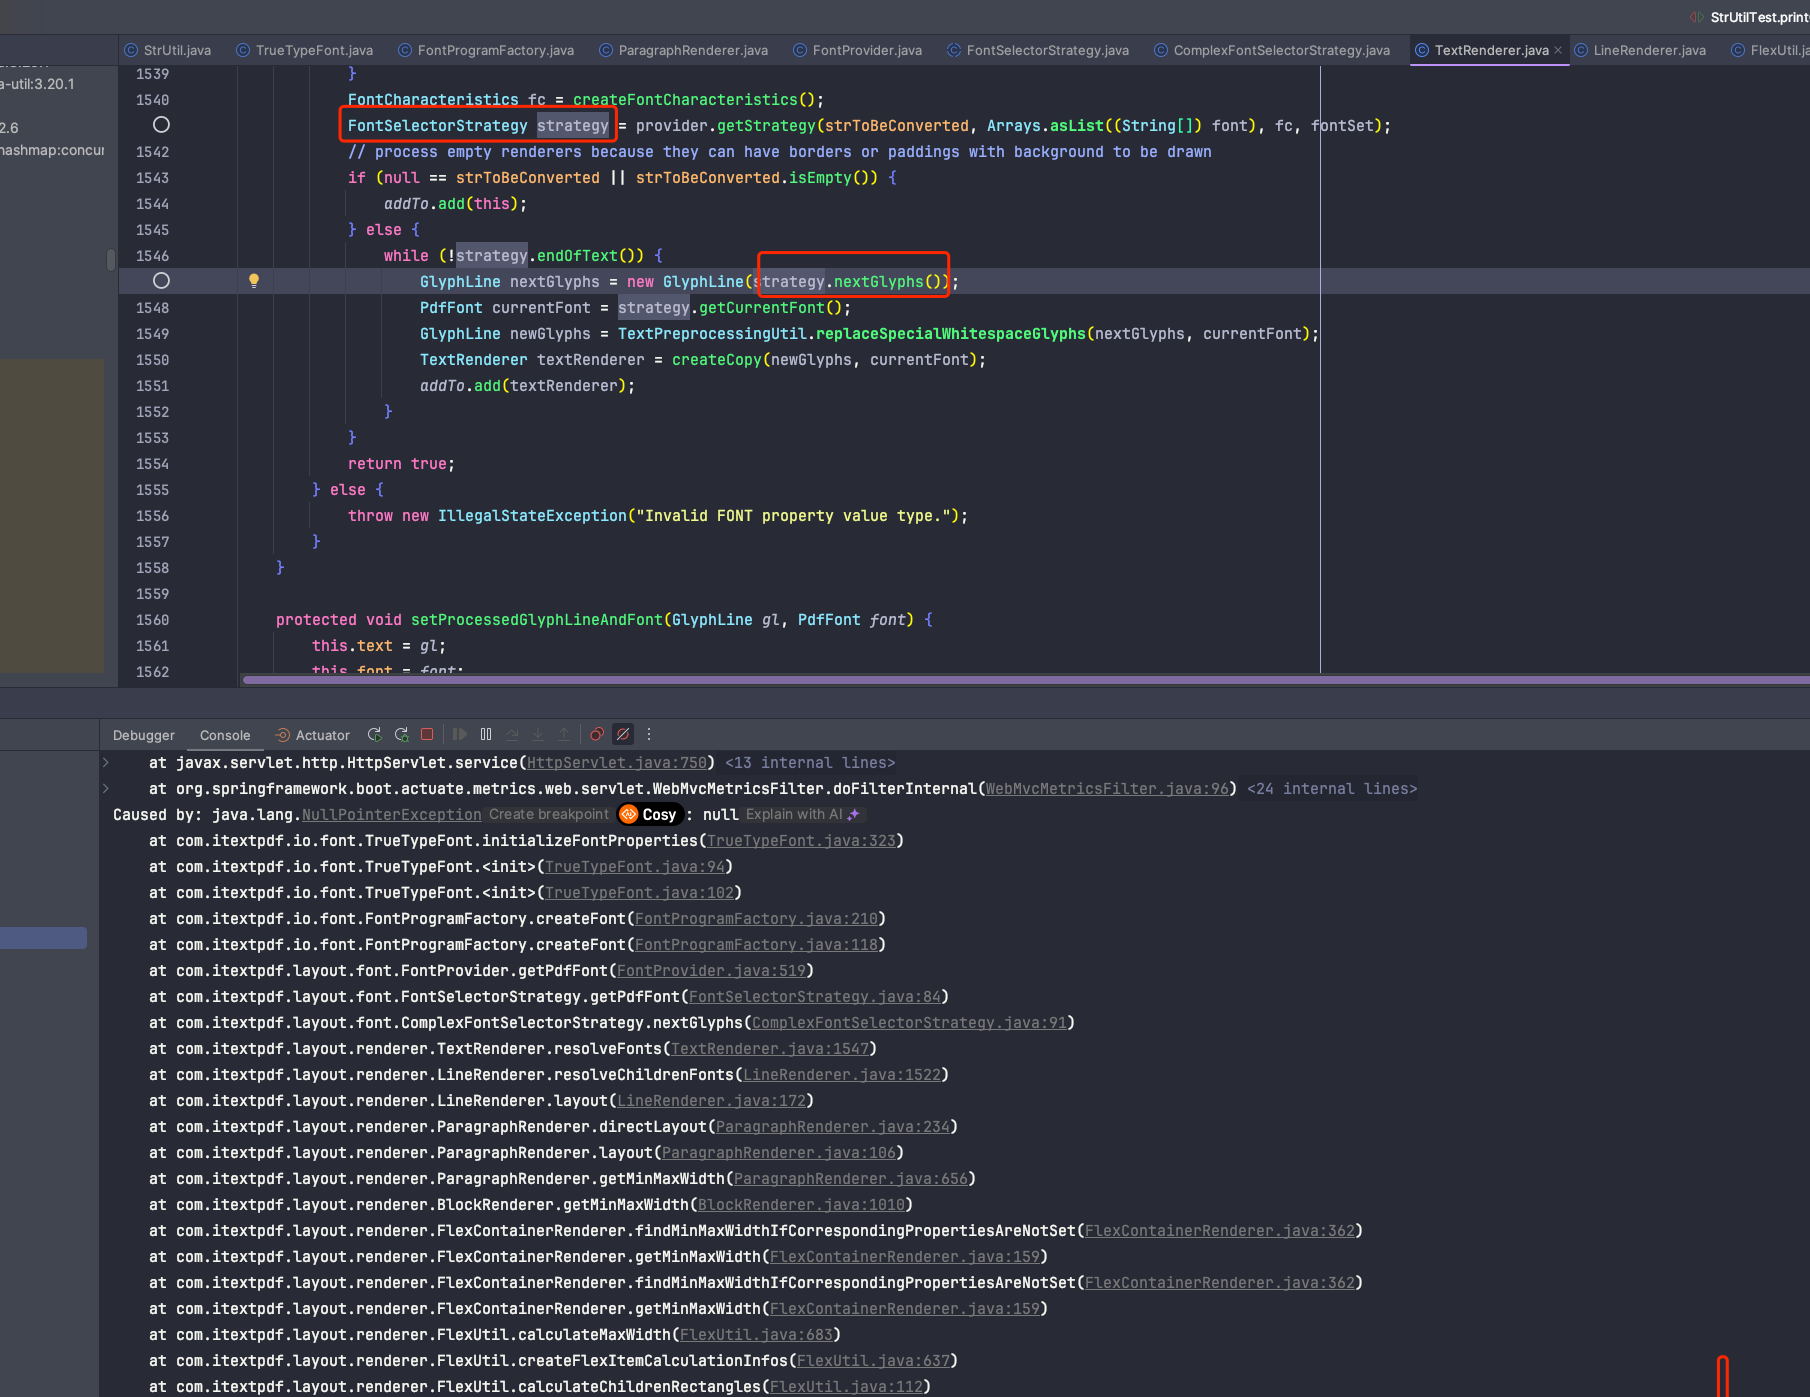 StrUtilTest.print
StrUtil.java TrueTypeFont.java FontProgramFactory.java ParagraphRenderer.java FontProvider.java FontSelectorStrategy.java ComplexFontSelectorStrategy.java TextRenderer.java × LineRenderer.java FlexUtil.ja
a-util:3.20.1
2.6
hashmap:concur
1539 }
1540 FontCharacteristics fc = createFontCharacteristics();
FontSelectorStrategy strategy = provider.getStrategy(strToBeConverted, Arrays.asList((String[]) font), fc, fontSet);
1542 // process empty renderers because they can have borders or paddings with background to be drawn
1543 if (null == strToBeConverted || strToBeConverted.isEmpty()) {
1544 addTo.add(this);
1545 } else {
1546 while (!strategy.endOfText()) {
GlyphLine nextGlyphs = new GlyphLine(strategy.nextGlyphs());
1548 PdfFont currentFont = strategy.getCurrentFont();
1549 GlyphLine newGlyphs = TextPreprocessingUtil.replaceSpecialWhitespaceGlyphs(nextGlyphs, currentFont);
1550 TextRenderer textRenderer = createCopy(newGlyphs, currentFont);
1551 addTo.add(textRenderer);
1552 }
1553 }
1554 return true;
1555 } else {
1556 throw new IllegalStateException("Invalid FONT property value type.");
1557 }
1558 }
1559
1560 protected void setProcessedGlyphLineAndFont(GlyphLine gl, PdfFont font) {
1561 this.text = gl;
1562 this.font = font;
Debugger Console Actuator
at javax.servlet.http.HttpServlet.service(HttpServlet.java:750) <13 internal lines>
at org.springframework.boot.actuate.metrics.web.servlet.WebMvcMetricsFilter.doFilterInternal(WebMvcMetricsFilter.java:96) <24 internal lines>
Caused by: java.lang.NullPointerException Create breakpoint Cosy : null Explain with AI
at com.itextpdf.io.font.TrueTypeFont.initializeFontProperties(TrueTypeFont.java:323)
at com.itextpdf.io.font.TrueTypeFont.<init>(TrueTypeFont.java:94)
at com.itextpdf.io.font.TrueTypeFont.<init>(TrueTypeFont.java:102)
at com.itextpdf.io.font.FontProgramFactory.createFont(FontProgramFactory.java:210)
at com.itextpdf.io.font.FontProgramFactory.createFont(FontProgramFactory.java:118)
at com.itextpdf.layout.font.FontProvider.getPdfFont(FontProvider.java:519)
at com.itextpdf.layout.font.FontSelectorStrategy.getPdfFont(FontSelectorStrategy.java:84)
at com.itextpdf.layout.font.ComplexFontSelectorStrategy.nextGlyphs(ComplexFontSelectorStrategy.java:91)
at com.itextpdf.layout.renderer.TextRenderer.resolveFonts(TextRenderer.java:1547)
at com.itextpdf.layout.renderer.LineRenderer.resolveChildrenFonts(LineRenderer.java:1522)
at com.itextpdf.layout.renderer.LineRenderer.layout(LineRenderer.java:172)
at com.itextpdf.layout.renderer.ParagraphRenderer.directLayout(ParagraphRenderer.java:234)
at com.itextpdf.layout.renderer.ParagraphRenderer.layout(ParagraphRenderer.java:106)
at com.itextpdf.layout.renderer.ParagraphRenderer.getMinMaxWidth(ParagraphRenderer.java:656)
at com.itextpdf.layout.renderer.BlockRenderer.getMinMaxWidth(BlockRenderer.java:1010)
at com.itextpdf.layout.renderer.FlexContainerRenderer.findMinMaxWidthIfCorrespondingPropertiesAreNotSet(FlexContainerRenderer.java:362)
at com.itextpdf.layout.renderer.FlexContainerRenderer.getMinMaxWidth(FlexContainerRenderer.java:159)
at com.itextpdf.layout.renderer.FlexContainerRenderer.findMinMaxWidthIfCorrespondingPropertiesAreNotSet(FlexContainerRenderer.java:362)
at com.itextpdf.layout.renderer.FlexContainerRenderer.getMinMaxWidth(FlexContainerRenderer.java:159)
at com.itextpdf.layout.renderer.FlexUtil.calculateMaxWidth(FlexUtil.java:683)
at com.itextpdf.layout.renderer.FlexUtil.createFlexItemCalculationInfos(FlexUtil.java:637)
at com.itextpdf.layout.renderer.FlexUtil.calculateChildrenRectangles(FlexUtil.java:112)